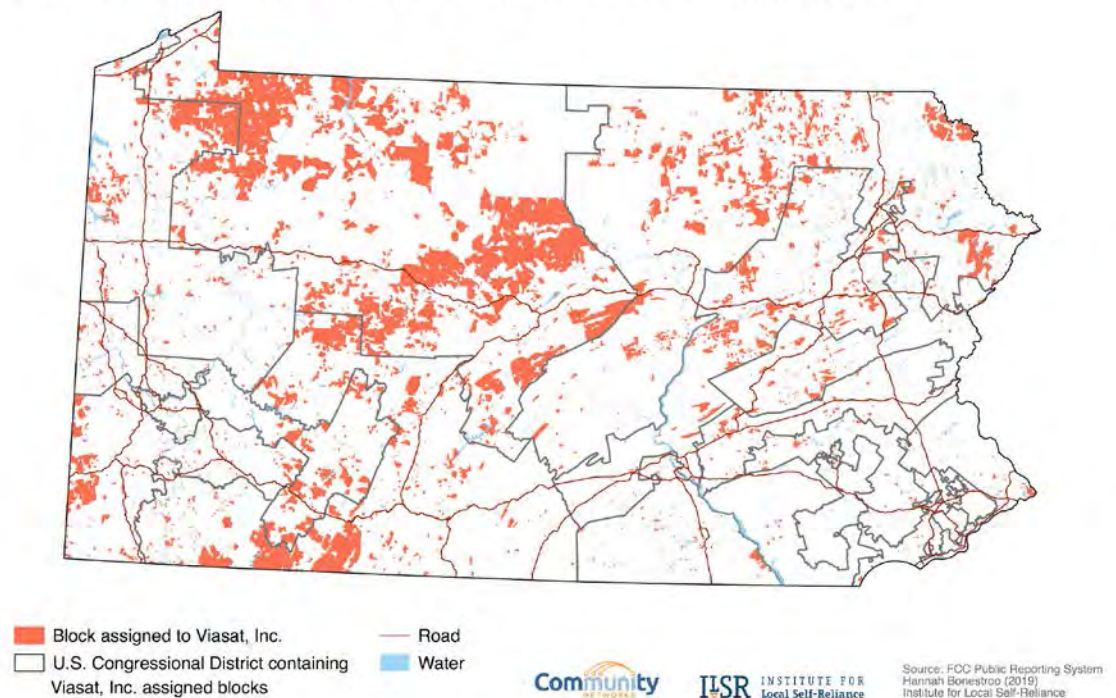 Block assigned to Viasat, Inc.
U.S. Congressional District containing
Viasat, Inc. assigned blocks
Road
Water
Community
NETWORKS
ILSR
INSTITUTE FOR
Local Self-Reliance
Source: FCC Public Reporting System
Hannah Bonestroo (2019)
Institute for Local Self-Reliance